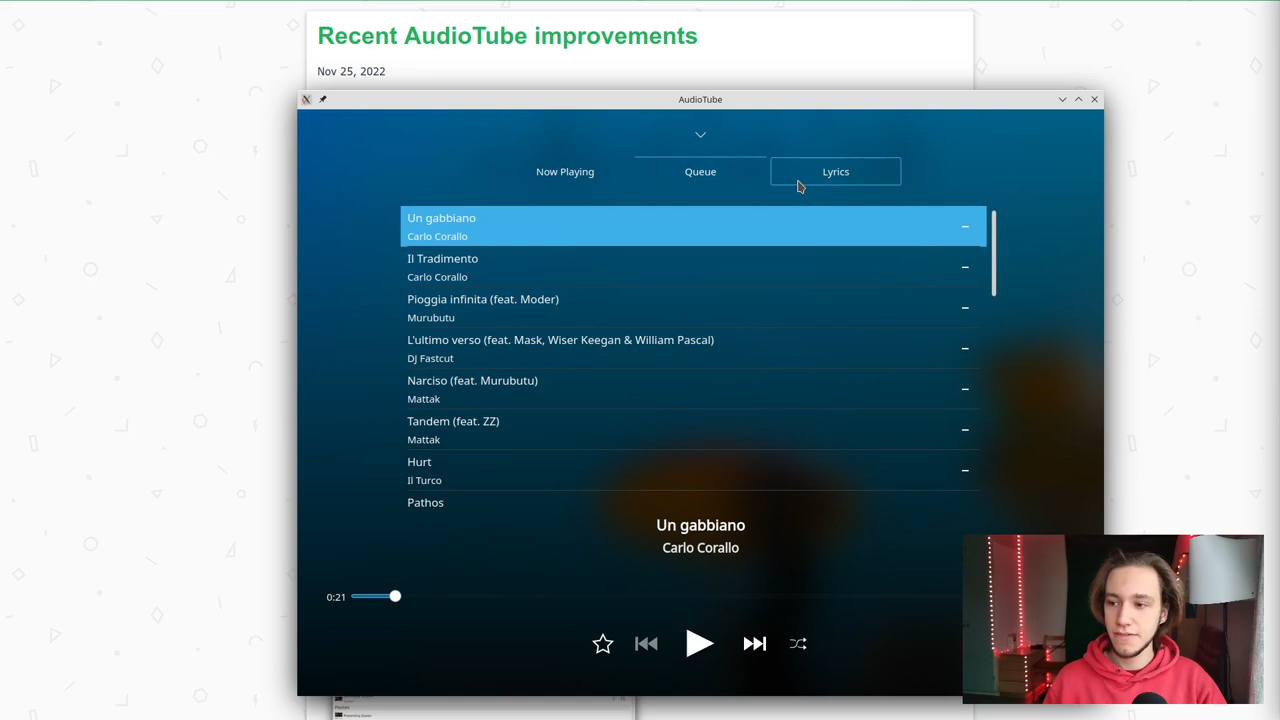 Recent AudioTube improvements
Nov 25, 2022
AudioTube
Now Playing
Queue
Lyrics
Un gabbiano
Carlo Corallo
Il Tradimento
Carlo Corallo
Pioggia infinita (feat. Moder)
Murubutu
L'ultimo verso (feat. Mask, Wiser Keegan & William Pascal)
DJ Fastcut
Narciso (feat. Murubutu)
Mattak
Tandem (feat. ZZ)
Mattak
Hurt
Il Turco
Pathos
Un gabbiano
Carlo Corallo
0:21